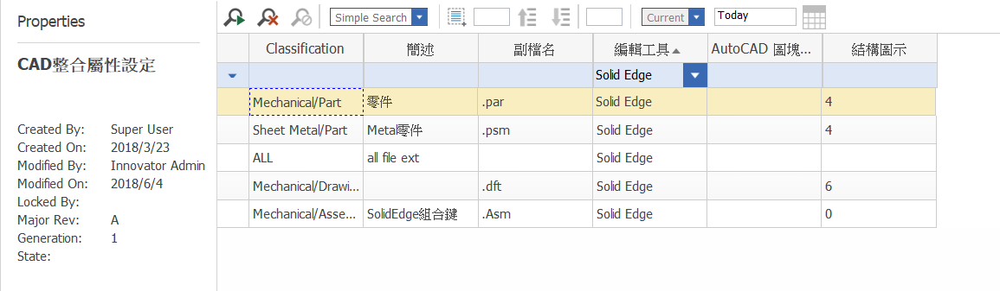 Properties
CAD整合屬性設定
Created By: Super User
Created On: 2018/3/23
Modified By: Innovator Admin
Modified On: 2018/6/4
Locked By:
Major Rev: A
Generation: 1
State:
Simple Search Current Today
Classification 簡述 副檔名 編輯工具 AutoCAD 圖塊... 結構圖示
Solid Edge
Mechanical/Part 零件 .par Solid Edge 4
Sheet Metal/Part Metal零件 .psm Solid Edge 4
ALL all file ext Solid Edge
Mechanical/Drawi... .dft Solid Edge 6
Mechanical/Asse... SolidEdge組合鍵 .Asm Solid Edge 0